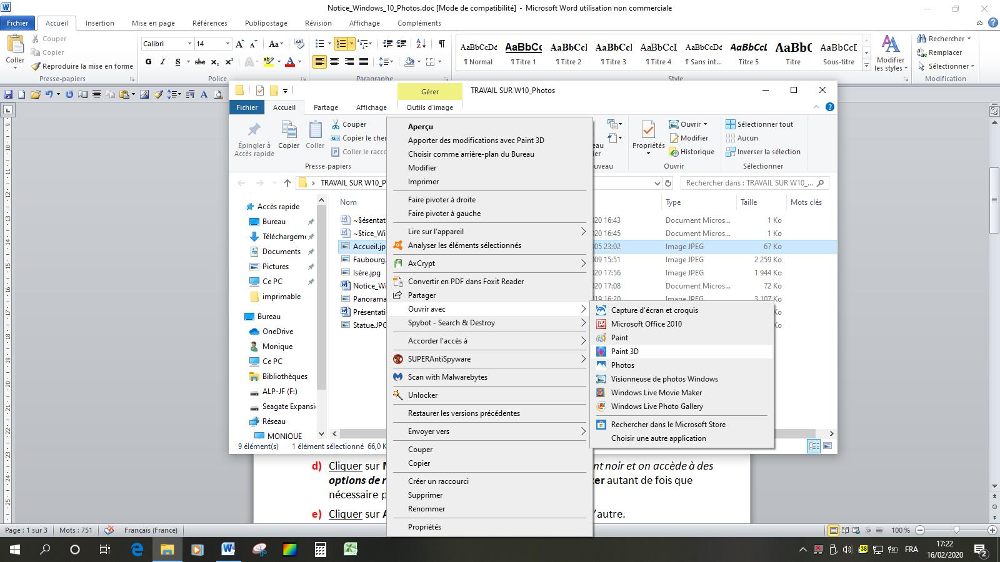 Notice_Windows_10_Photos.doc [Mode de compatibilité] - Microsoft Word utilisation non commerciale
Fichier Accueil Insertion Mise en page Références Publipostage Révision Affichage Compléments
Coller
Couper
Copier
Reproduire la mise en forme
Presse-papiers
Calibri 14
Police
Paragraphe
AaBbCcDd AaBbCc AaBbCcI AaBbCcI AaBbCcI AaBbCcDd AaBbCcL AaBbC AaBbCcI
¶ Normal ¶ Titre 1 ¶ Titre 2 ¶ Titre 3 ¶ Titre 4 ¶ Sans int... Titre 5 Titre Sous-titre
Style
Modifier
les styles
Rechercher
Remplacer
Sélectionner
Modification
Gérer TRAVAIL SUR W10_Photos
Fichier Accueil Partage Affichage Outils d'image
Épingler à
Accès rapide
Copier
Coller
Couper
Copier le cher
Coller le racco
Presse-papiers
Propriétés
Ouvrir
Modifier
Historique
Ouvrir
Sélectionner tout
Aucun
Inverser la sélection
Sélectionner
TRAVAIL SUR W10_P
Rechercher dans : TRAVAIL SUR W10_...
Accès rapide
Bureau
Téléchargeme
Documents
Pictures
Ce PC
imprimable
Bureau
OneDrive
Monique
Ce PC
Bibliothèques
ALP-JF (F:)
Seagate Expansi
Réseau
MONIQUE
Nom Type Taille Mots clés
~$ésentat 20 16:43 Document Micros... 1 Ko
~$tice_Wi 20 16:45 Document Micros... 1 Ko
Accueil.jp 05 23:02 Image JPEG 67 Ko
Faubourg. 09 15:51 Image JPEG 2 259 Ko
Isère.jpg 20 17:56 Image JPEG 1 944 Ko
Notice_Wi 20 17:08 Document Micros... 72 Ko
Panorama 19 16:20 Image JPEG 3 107 Ko
Présentati
Statue.JPG
9 élément(s) 1 élément sélectionné 66,0 K
Aperçu
Apporter des modifications avec Paint 3D
Choisir comme arrière-plan du Bureau
Modifier
Imprimer
Faire pivoter à droite
Faire pivoter à gauche
Lire sur l'appareil
Analyser les éléments sélectionnés
AxCrypt
Convertir en PDF dans Foxit Reader
Partager
Ouvrir avec
Spybot - Search & Destroy
Accorder l'accès à
SUPERAntiSpyware
Scan with Malwarebytes
Unlocker
Restaurer les versions précédentes
Envoyer vers
Couper
Copier
Créer un raccourci
Supprimer
Renommer
Propriétés
Capture d'écran et croquis
Microsoft Office 2010
Paint
Paint 3D
Photos
Visionneuse de photos Windows
Windows Live Movie Maker
Windows Live Photo Gallery
Rechercher dans le Microsoft Store
Choisir une autre application
d) Cliquer sur nt noir et on accède à des
options de r cer autant de fois que
nécessaire p
e) Cliquer sur A 'autre.
Page : 1 sur 3 Mots : 751 Français (France) 100 %
38 FRA 17:22
16/02/2020 2